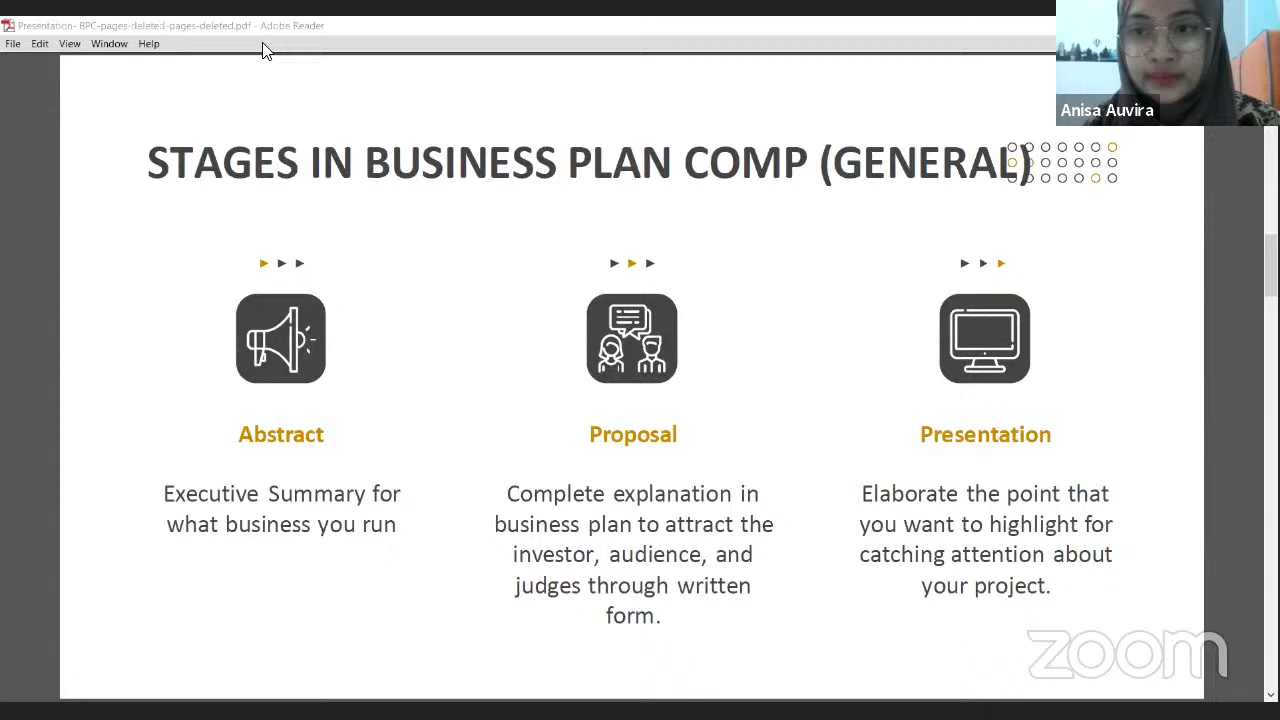 Presentation- BPC-pages-deleted-pages-deleted.pdf - Adobe Reader
File Edit View Window Help
Anisa Auvira
STAGES IN BUSINESS PLAN COMP (GENERAL)
Abstract
Executive Summary for
what business you run
Proposal
Complete explanation in
business plan to attract the
investor, audience, and
judges through written
form.
Presentation
Elaborate the point that
you want to highlight for
catching attention about
your project.
zoom